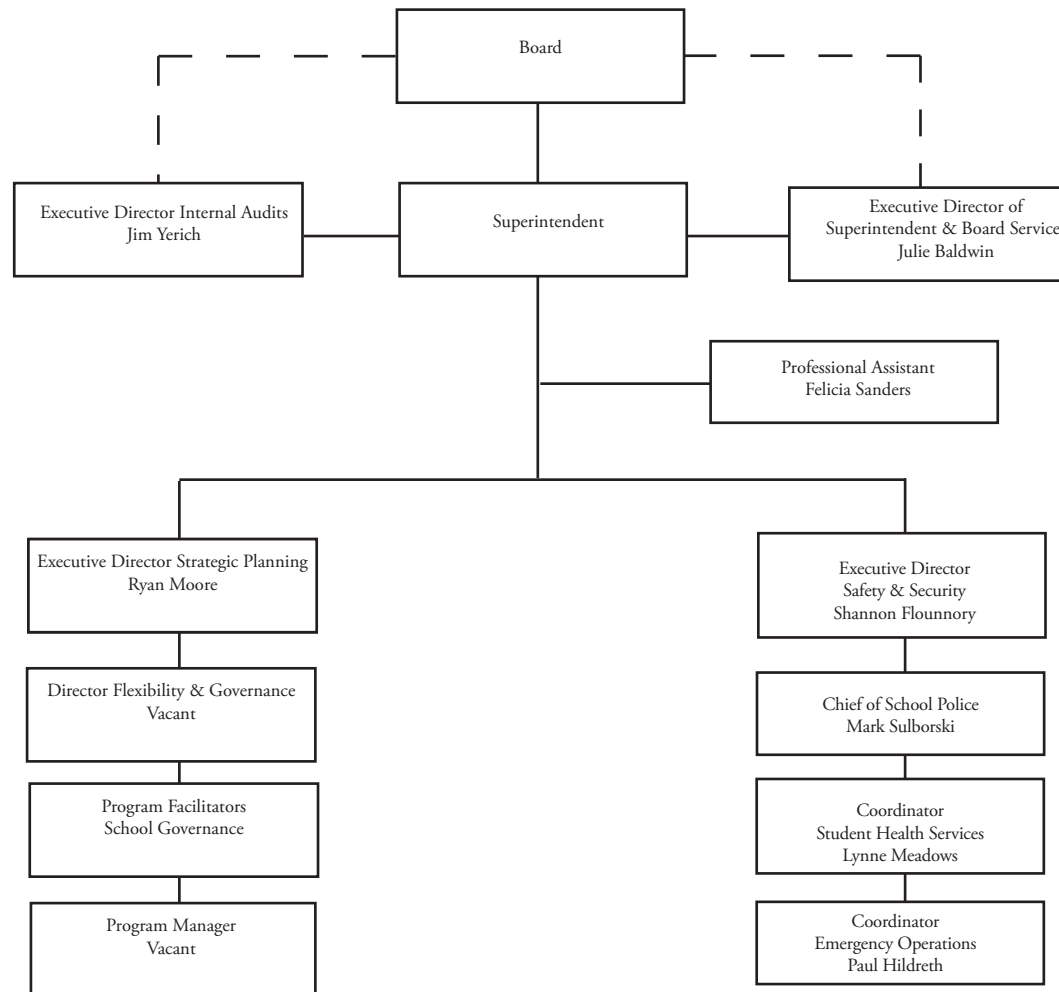 Board
Executive Director Internal Audits
Jim Yerich
Superintendent
Executive Director of
Superintendent & Board Service
Julie Baldwin
Professional Assistant
Felicia Sanders
Executive Director Strategic Planning
Ryan Moore
Executive Director
Safety & Security
Shannon Flounnory
Director Flexibility & Governance
Vacant
Chief of School Police
Mark Sulborski
Program Facilitators
School Governance
Coordinator
Student Health Services
Lynne Meadows
Program Manager
Vacant
Coordinator
Emergency Operations
Paul Hildreth